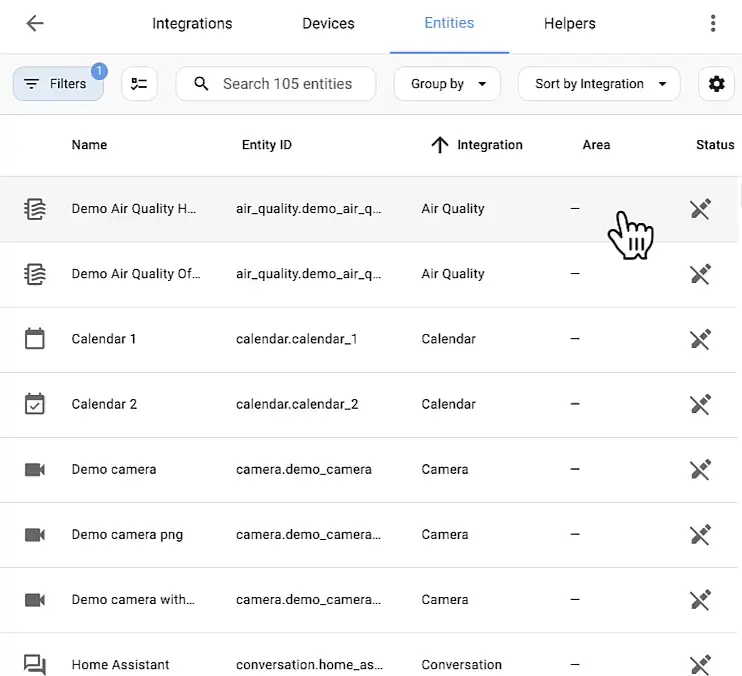 Integrations Devices Entities Helpers
Filters 1 Search 105 entities Group by Sort by Integration
Name Entity ID Integration Area Status
Demo Air Quality H... air_quality.demo_air_q... Air Quality —
Demo Air Quality Of... air_quality.demo_air_q... Air Quality —
Calendar 1 calendar.calendar_1 Calendar —
Calendar 2 calendar.calendar_2 Calendar —
Demo camera camera.demo_camera Camera —
Demo camera png camera.demo_camera... Camera —
Demo camera with... camera.demo_camera... Camera —
Home Assistant conversation.home_as... Conversation —